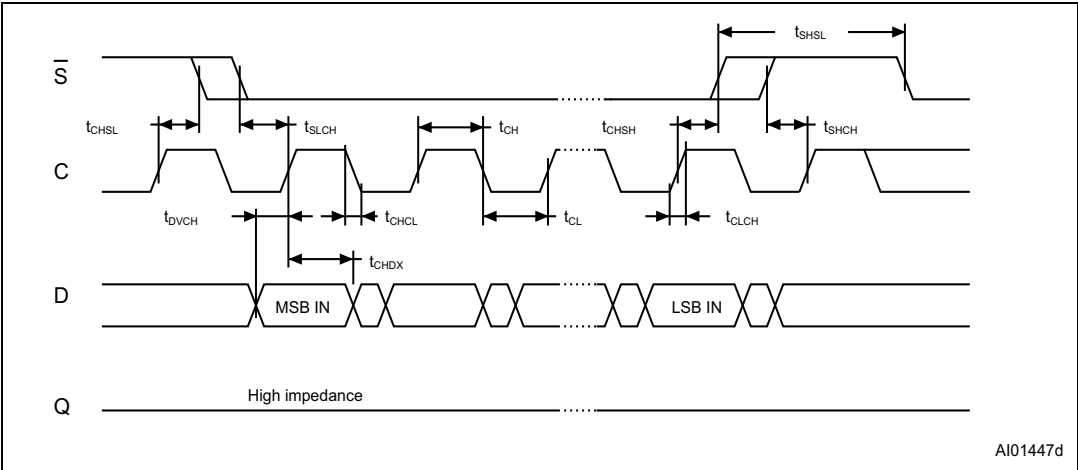 tSHSL
S
tCHSL
tSLCH
tCH
tCHSH
tSHCH
C
tDVCH
tCHCL
tCL
tCLCH
tCHDX
D
MSB IN
LSB IN
High impedance
Q
AI01447d